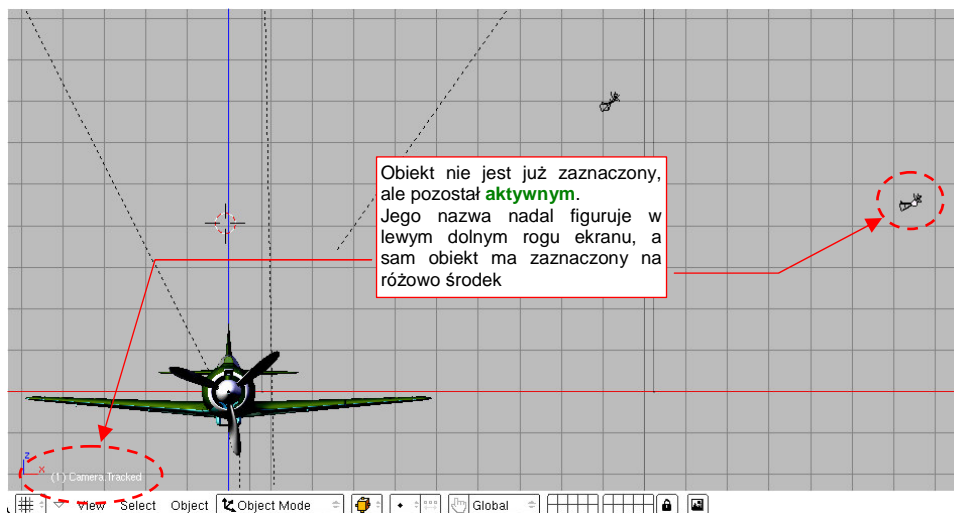 Obiekt nie jest już zaznaczony,
ale pozostał aktywnym.
Jego nazwa nadal figuruje w
lewym dolnym rogu ekranu, a
sam obiekt ma zaznaczony na
różowo środek
z
x
(1) Camera.Tracked
View Select Object Object Mode Global